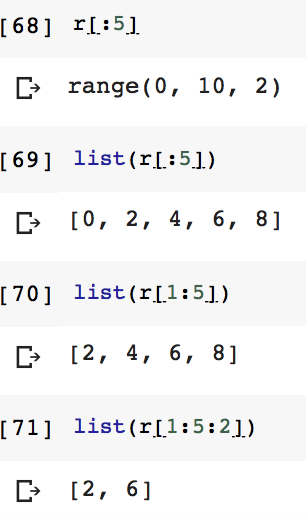 [68] r[:5]
range(0, 10, 2)
[69] list(r[:5])
[0, 2, 4, 6, 8]
[70] list(r[1:5])
[2, 4, 6, 8]
[71] list(r[1:5:2])
[2, 6]